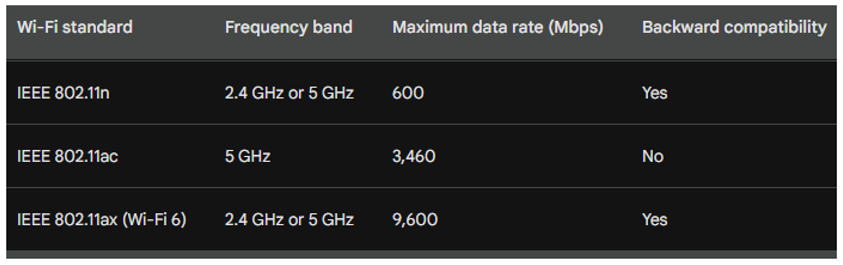 Wi-Fi standard Frequency band Maximum data rate (Mbps) Backward compatibility
IEEE 802.11n 2.4 GHz or 5 GHz 600 Yes
IEEE 802.11ac 5 GHz 3,460 No
IEEE 802.11ax (Wi-Fi 6) 2.4 GHz or 5 GHz 9,600 Yes